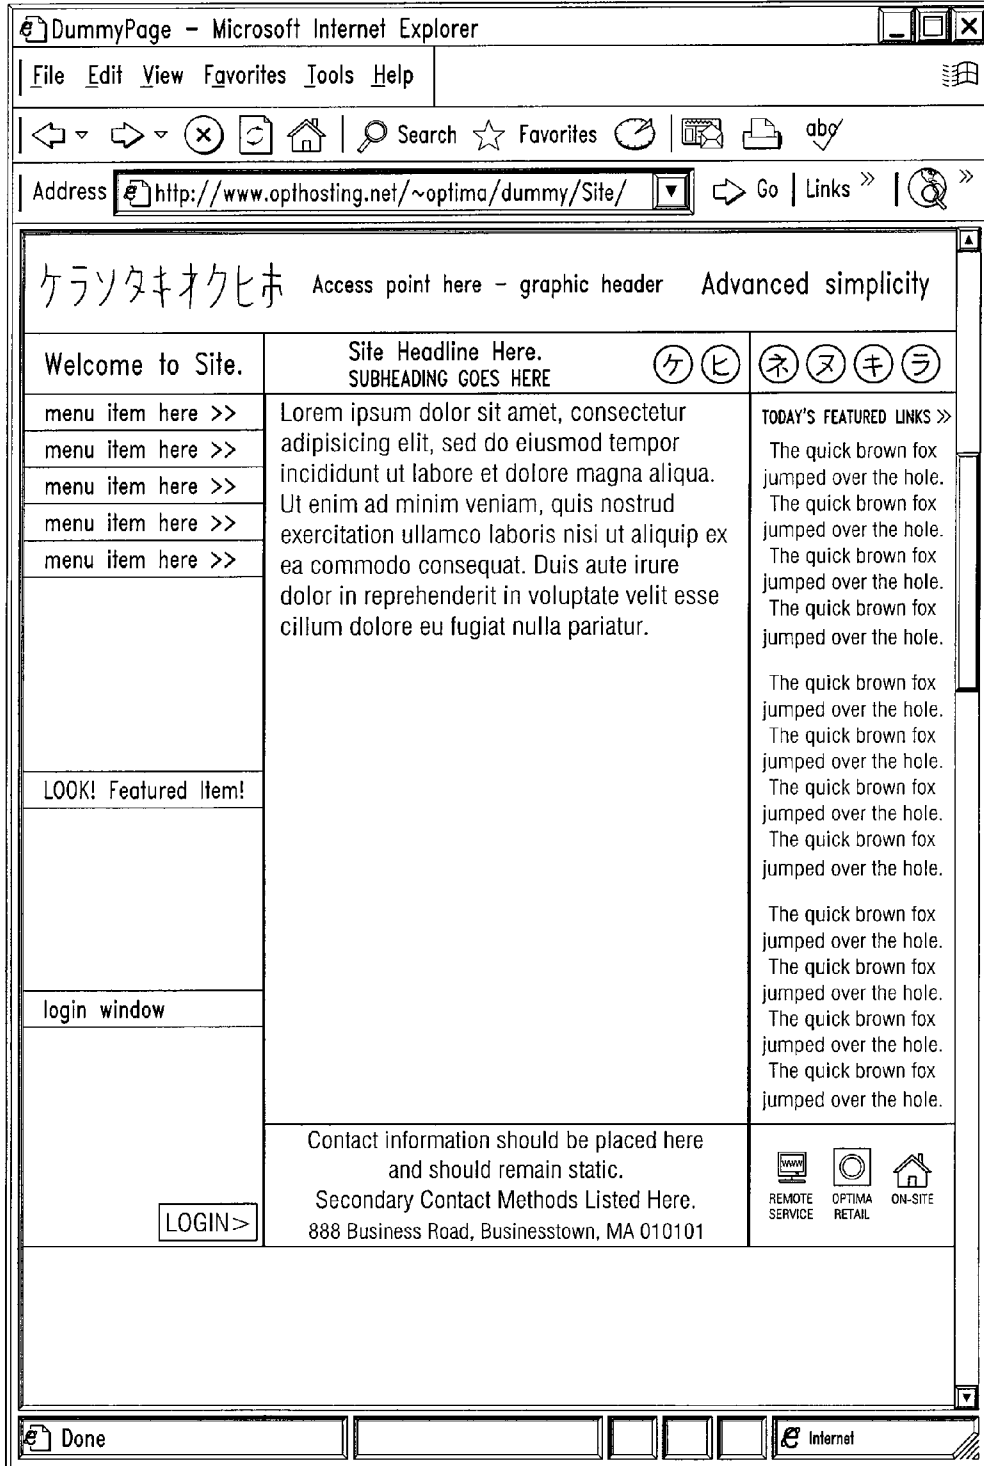 DummyPage – Microsoft Internet Explorer
File Edit View Favorites Tools Help
Search Favorites abc
Address http://www.opthosting.net/~optima/dummy/Site/ Go Links »  »
ケラソタキオクヒホ Access point here – graphic header Advanced simplicity
Welcome to Site.
menu item here >>
menu item here >>
menu item here >>
menu item here >>
menu item here >>
LOOK! Featured Item!
login window
LOGIN>
Site Headline Here.
SUBHEADING GOES HERE
ケ ヒ
Lorem ipsum dolor sit amet, consectetur
adipisicing elit, sed do eiusmod tempor
incididunt ut labore et dolore magna aliqua.
Ut enim ad minim veniam, quis nostrud
exercitation ullamco laboris nisi ut aliquip ex
ea commodo consequat. Duis aute irure
dolor in reprehenderit in voluptate velit esse
cillum dolore eu fugiat nulla pariatur.
Contact information should be placed here
and should remain static.
Secondary Contact Methods Listed Here.
888 Business Road, Businesstown, MA 010101
ネ ヌ キ ラ
TODAY'S FEATURED LINKS »
The quick brown fox
jumped over the hole.
The quick brown fox
jumped over the hole.
The quick brown fox
jumped over the hole.
The quick brown fox
jumped over the hole.
The quick brown fox
jumped over the hole.
The quick brown fox
jumped over the hole.
The quick brown fox
jumped over the hole.
The quick brown fox
jumped over the hole.
The quick brown fox
jumped over the hole.
The quick brown fox
jumped over the hole.
The quick brown fox
jumped over the hole.
The quick brown fox
jumped over the hole.
WWW
REMOTE SERVICE
OPTIMA RETAIL
ON-SITE
Done
Internet